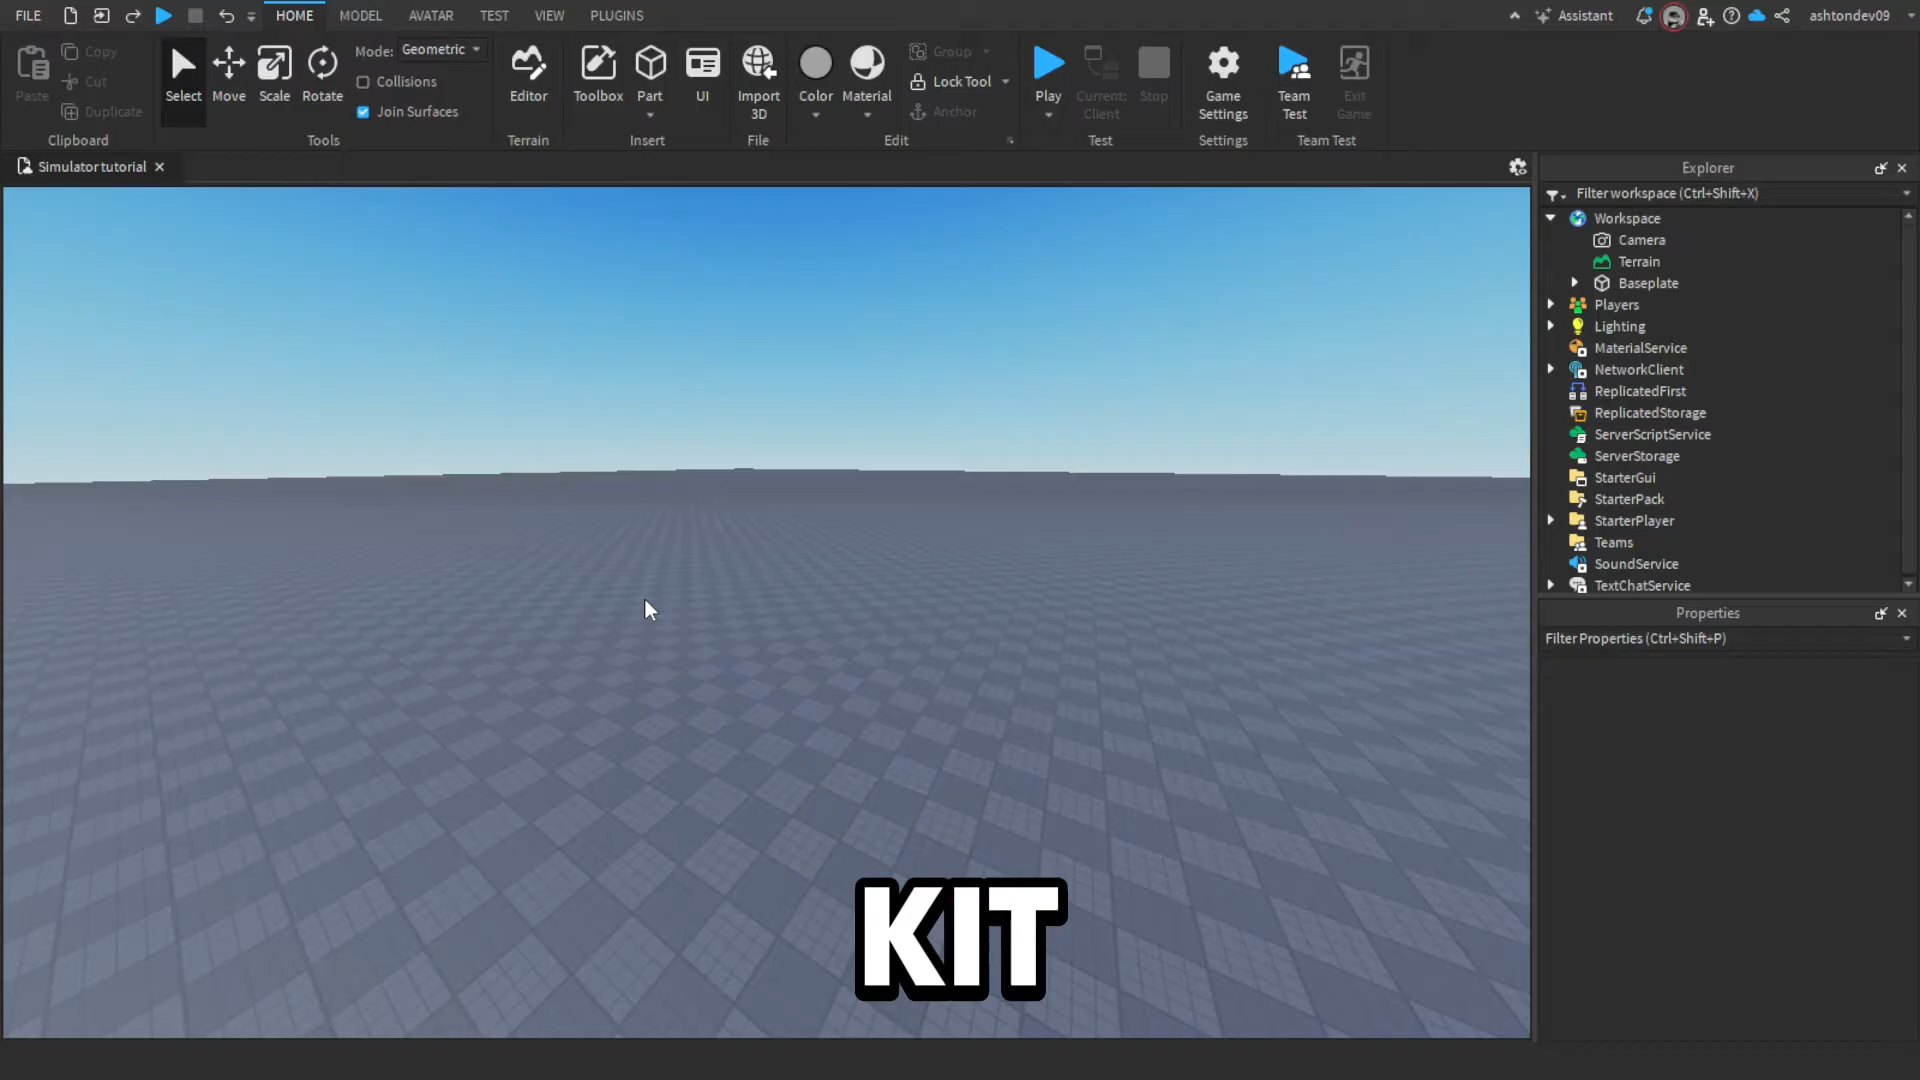 FILE HOME MODEL AVATAR TEST VIEW PLUGINS Assistant ashtondev09
Paste Copy Cut Duplicate Clipboard
Select Move Scale Rotate Mode: Geometric Collisions Join Surfaces Tools
Editor Terrain
Toolbox Part UI Insert
Import 3D File
Color Material Group Lock Tool Anchor Edit
Play Current: Client Stop Test
Game Settings Settings
Team Test Exit Game Team Test
Simulator tutorial
Explorer
Filter workspace (Ctrl+Shift+X)
Workspace
Camera
Terrain
Baseplate
Players
Lighting
MaterialService
NetworkClient
ReplicatedFirst
ReplicatedStorage
ServerScriptService
ServerStorage
StarterGui
StarterPack
StarterPlayer
Teams
SoundService
TextChatService
Properties
Filter Properties (Ctrl+Shift+P)
KIT